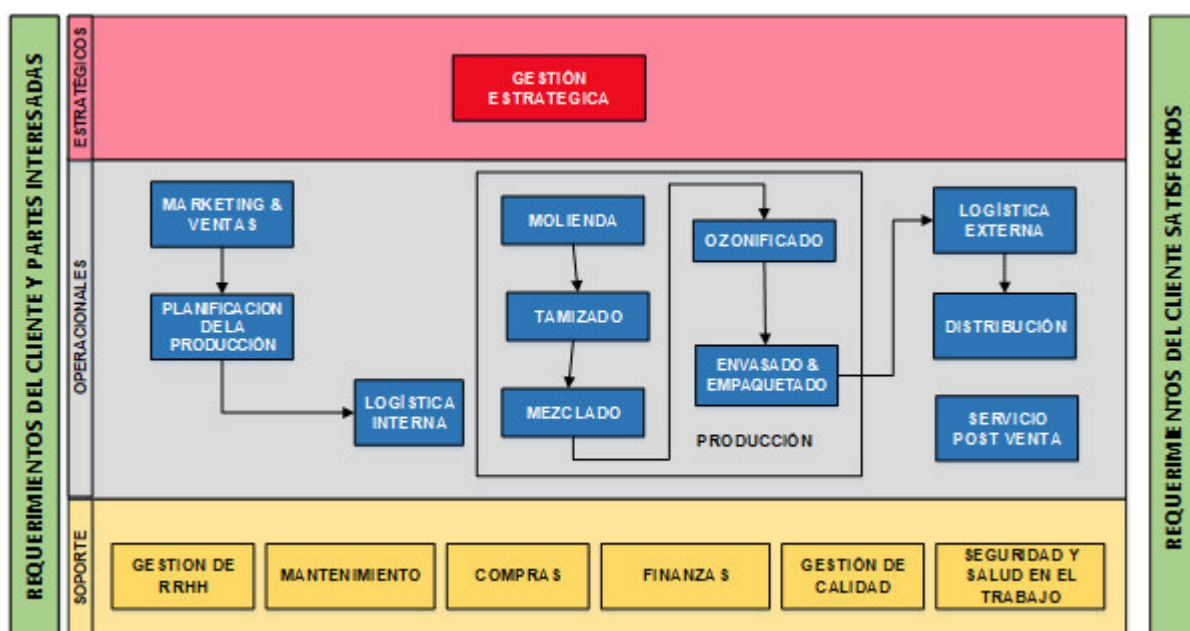 REQUERIMIENTOS DEL CLIENTE Y PARTES INTERESADAS
ESTRATÉGICOS
GESTIÓN
ESTRATEGICA
OPERACIONALES
MARKETING &
VENTAS
PLANIFICACION
DE LA
PRODUCCIÓN
LOGÍSTICA
INTERNA
MOLIENDA
TAMIZADO
MEZCLADO
OZONIFICADO
ENVASADO &
EMPAQUETADO
PRODUCCIÓN
LOGÍSTICA
EXTERNA
DISTRIBUCIÓN
SERVICIO
POST VENTA
SOPORTE
GESTION DE
RRHH
MANTENIMIENTO
COMPRAS
FINANZAS
GESTIÓN DE
CALIDAD
SEGURIDAD Y
SALUD EN EL
TRABAJO
REQUERIMIENTOS DEL CLIENTE SATISFECHOS